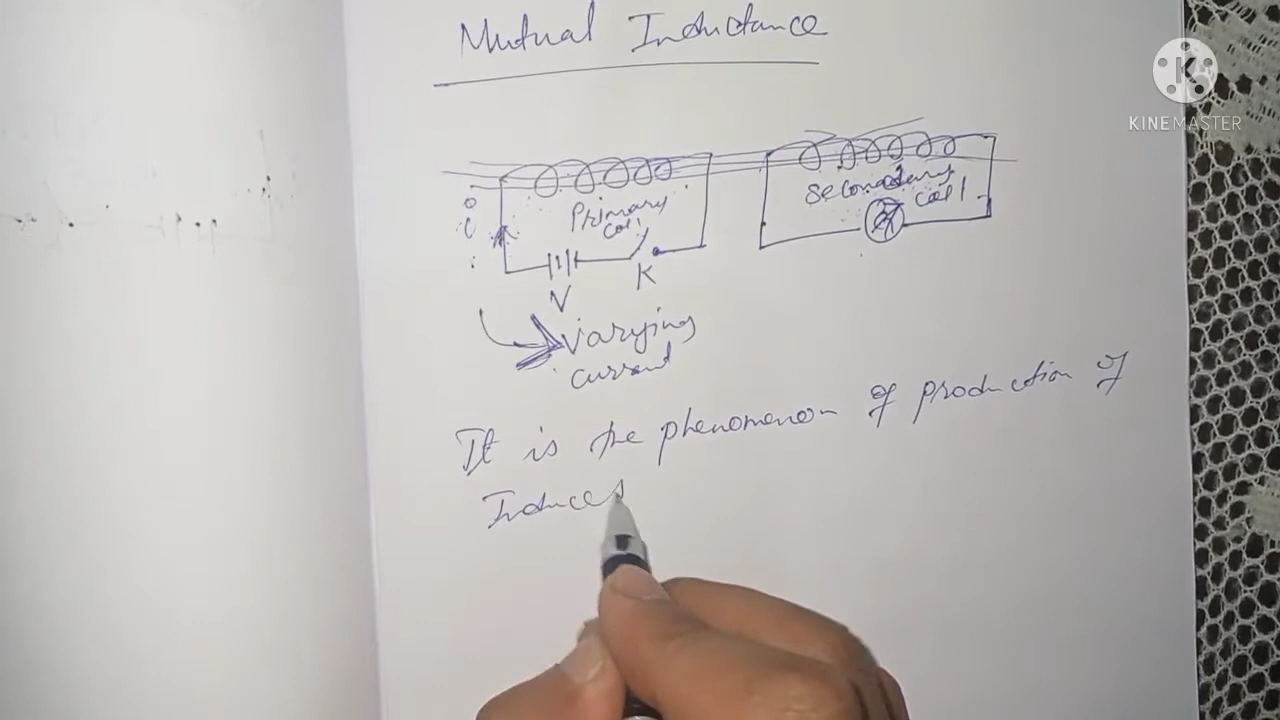 Mutual Inductance
KINEMASTER
Primary
coil
Secondary
coil
V
K
Varying
current
It is the phenomenon of production of
Induced